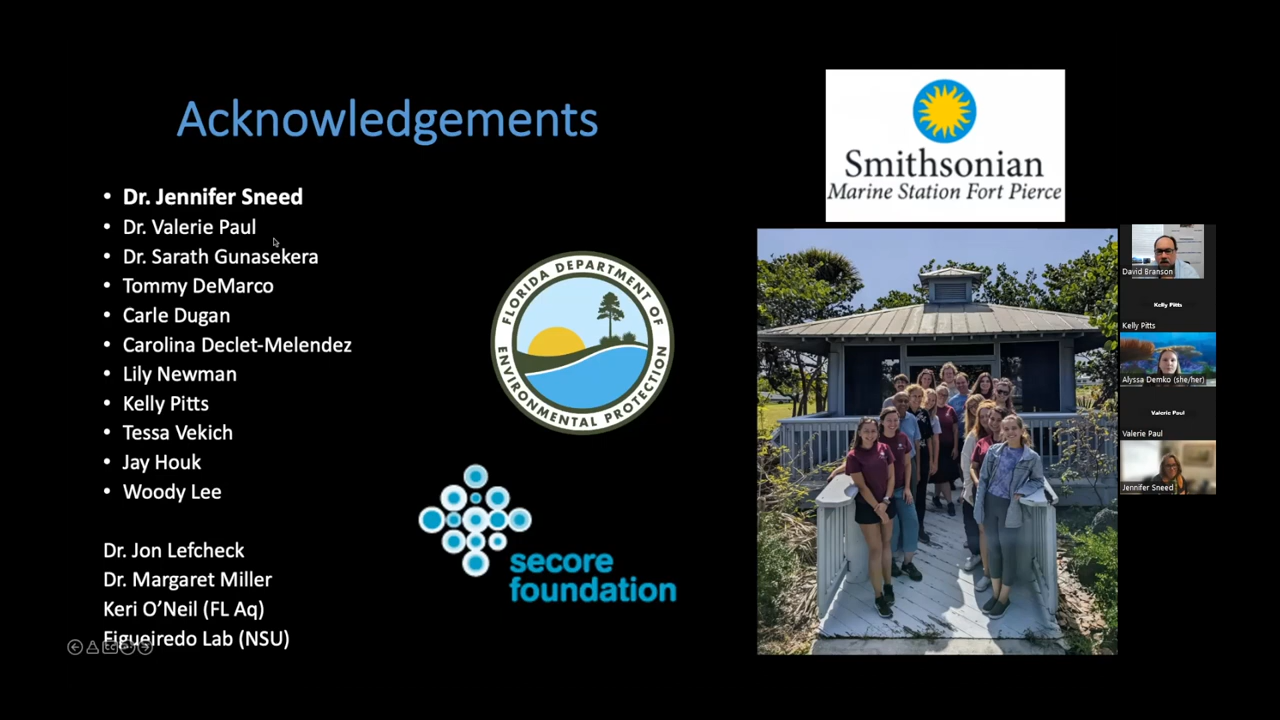 Acknowledgements
• Dr. Jennifer Sneed
• Dr. Valerie Paul
• Dr. Sarath Gunasekera
• Tommy DeMarco
• Carle Dugan
• Carolina Declet-Melendez
• Lily Newman
• Kelly Pitts
• Tessa Vekich
• Jay Houk
• Woody Lee
Dr. Jon Lefcheck
Dr. Margaret Miller
Keri O'Neil (FL Aq)
Figueiredo Lab (NSU)
FLORIDA DEPARTMENT OF
ENVIRONMENTAL PROTECTION
secore
foundation
Smithsonian
Marine Station Fort Pierce
David Branson
Kelly Pitts
Kelly Pitts
Alyssa Demko (she/her)
Valerie Paul
Valerie Paul
Jennifer Sneed